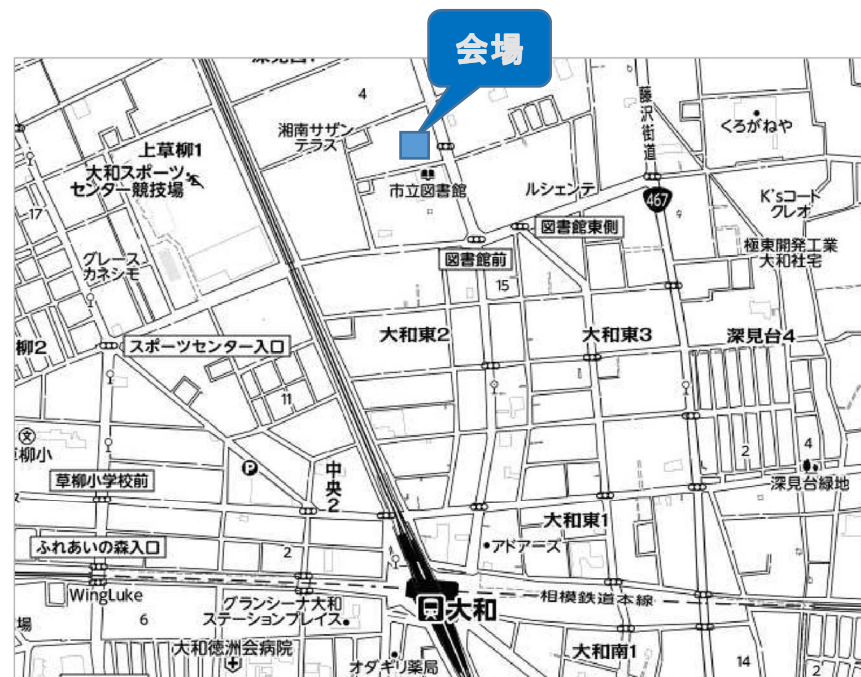 会場
4
藤沢街道
湘南サザン
テラス
くろがねや
上草柳1
大和スポーツ
センター競技場
市立図書館
ルシェンテ
467
K'sコート
クレオ
17
図書館東側
極東開発工業
大和社宅
グレース
カネシモ
図書館前
15
柳2
スポーツセンター入口
大和東2
大和東3
深見台4
11
文
草柳小
P
中央2
2
4
草柳小学校前
深見台緑地
大和東1
ふれあいの森入口
2
アドアーズ
WingLuke
グランシーナ大和
ステーションプレイス
大和
相模鉄道本線
6
場
大和徳洲会病院
オダギリ薬局
大和南1
14
2